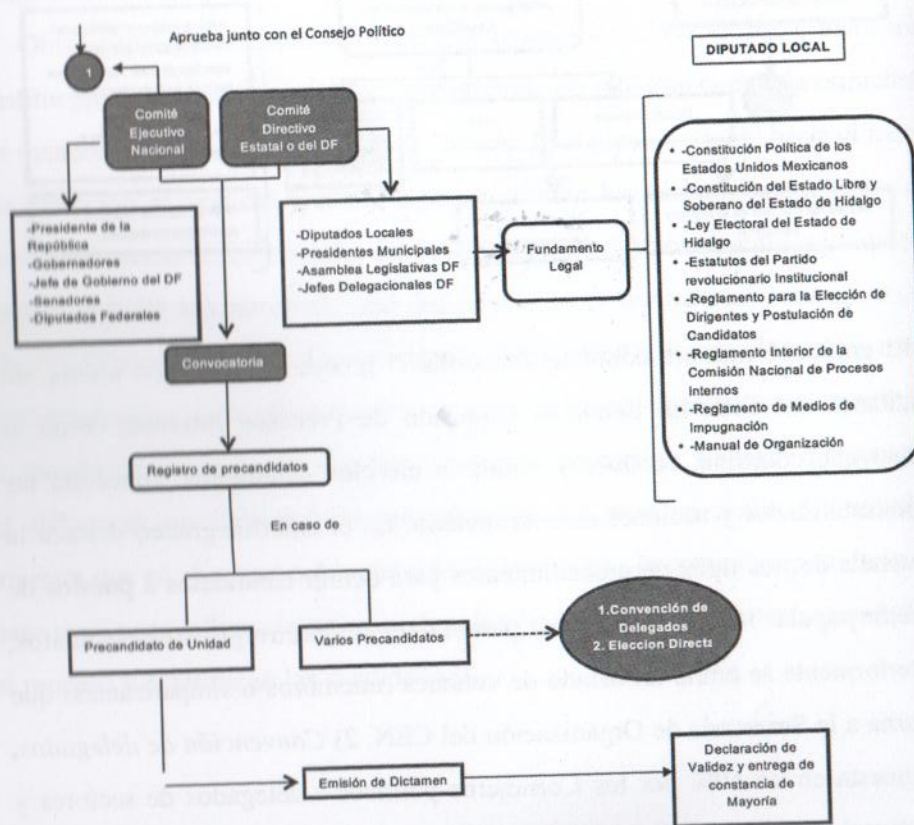 Aprueba junto con el Consejo Político
1
Comité
Ejecutivo
Nacional
Comité
Directivo
Estatal o del DF
DIPUTADO LOCAL
-Presidente de la
República
-Gobernadores
-Jefe de Gobierno del DF
-Senadores
-Diputados Federales
-Diputados Locales
-Presidentes Municipales
-Asamblea Legislativas DF
-Jefes Delegacionales DF
Fundamento
Legal
• -Constitución Política de los
Estados Unidos Mexicanos
• -Constitución del Estado Libre y
Soberano del Estado de Hidalgo
• -Ley Electoral del Estado de
Hidalgo
• -Estatutos del Partido
revolucionario Institucional
• -Reglamento para la Elección de
Dirigentes y Postulación de
Candidatos
• -Reglamento Interior de la
Comisión Nacional de Procesos
Internos
• -Reglamento de Medios de
Impugnación
• -Manual de Organización
Convocatoria
Registro de precandidatos
En caso de
Precandidato de Unidad
Varios Precandidatos
1.Convención de
Delegados
2. Eleccion Directa
Emisión de Dictamen
Declaración de
Validez y entrega de
constancia de
Mayoría